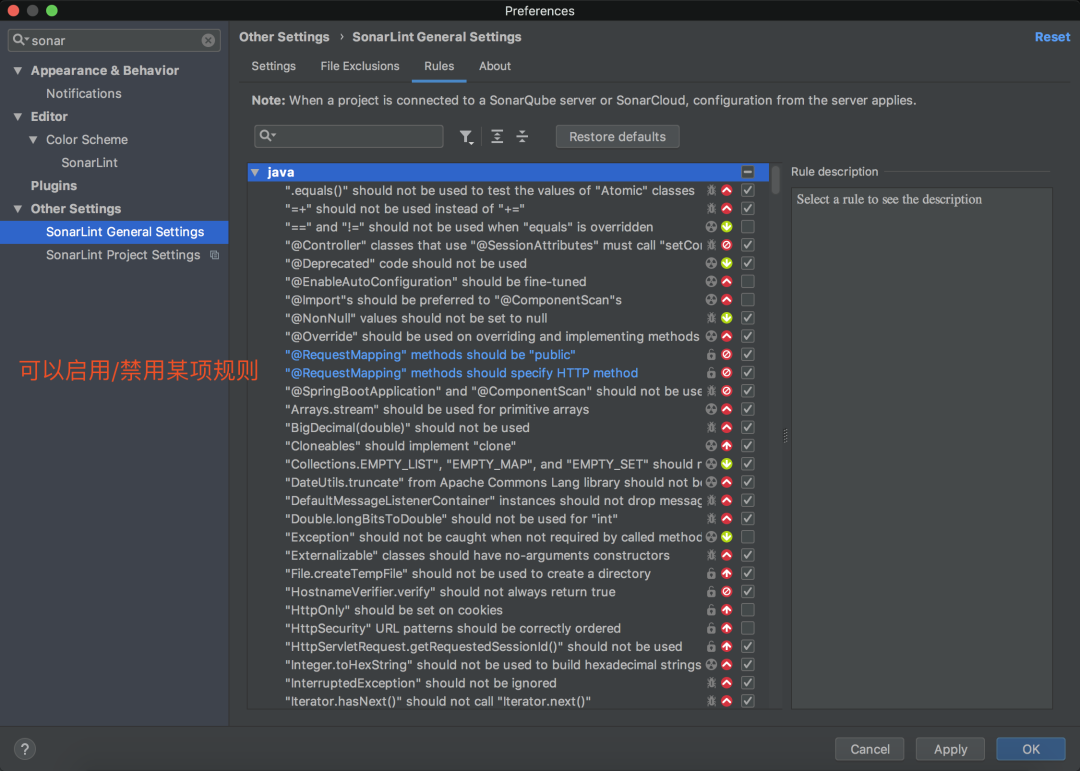 Preferences
sonar
Appearance & Behavior
Notifications
Editor
Color Scheme
SonarLint
Plugins
Other Settings
SonarLint General Settings
SonarLint Project Settings
可以启用/禁用某项规则
Other Settings › SonarLint General Settings
Reset
Settings File Exclusions Rules About
Note: When a project is connected to a SonarQube server or SonarCloud, configuration from the server applies.
Restore defaults
java
".equals()" should not be used to test the values of "Atomic" classes
"=+" should not be used instead of "+="
"==" and "!=" should not be used when "equals" is overridden
"@Controller" classes that use "@SessionAttributes" must call "setCor
"@Deprecated" code should not be used
"@EnableAutoConfiguration" should be fine-tuned
"@Import"s should be preferred to "@ComponentScan"s
"@NonNull" values should not be set to null
"@Override" should be used on overriding and implementing methods
"@RequestMapping" methods should be "public"
"@RequestMapping" methods should specify HTTP method
"@SpringBootApplication" and "@ComponentScan" should not be use
"Arrays.stream" should be used for primitive arrays
"BigDecimal(double)" should not be used
"Cloneables" should implement "clone"
"Collections.EMPTY_LIST", "EMPTY_MAP", and "EMPTY_SET" should r
"DateUtils.truncate" from Apache Commons Lang library should not be
"DefaultMessageListenerContainer" instances should not drop messag
"Double.longBitsToDouble" should not be used for "int"
"Exception" should not be caught when not required by called method
"Externalizable" classes should have no-arguments constructors
"File.createTempFile" should not be used to create a directory
"HostnameVerifier.verify" should not always return true
"HttpOnly" should be set on cookies
"HttpSecurity" URL patterns should be correctly ordered
"HttpServletRequest.getRequestedSessionId()" should not be used
"Integer.toHexString" should not be used to build hexadecimal strings
"InterruptedException" should not be ignored
"Iterator.hasNext()" should not call "Iterator.next()"
Rule description
Select a rule to see the description
?
Cancel Apply OK